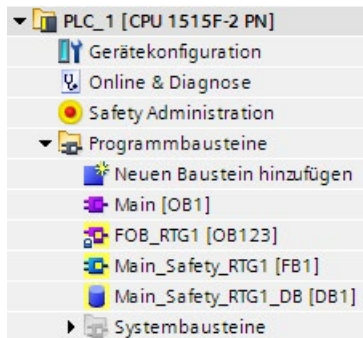 PLC_1 [CPU 1515F-2 PN]
Gerätekonfiguration
Online & Diagnose
Safety Administration
Programmbausteine
Neuen Baustein hinzufügen
Main [OB1]
FOB_RTG1 [OB123]
Main_Safety_RTG1 [FB1]
Main_Safety_RTG1_DB [DB1]
Systembausteine